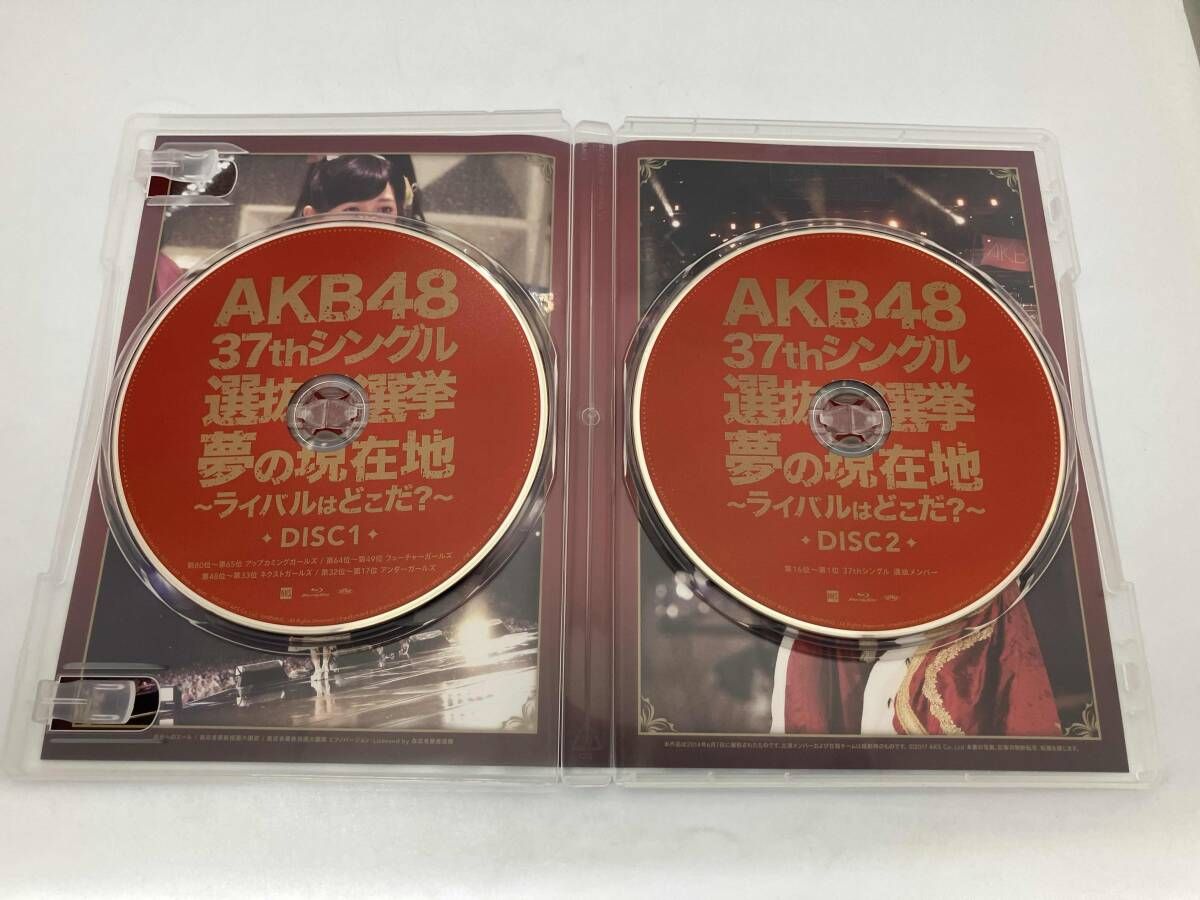 AKB48
37thシングル
選抜 選挙
夢の現在地
~ライバルはどこだ?~
DISC1
第80位~第65位 アップカミングガールズ / 第64位~第49位 フューチャーガールズ
第48位~第33位 ネクストガールズ / 第32位~第17位 アンダーガールズ
AKB48
37thシングル
選抜 選挙
夢の現在地
~ライバルはどこだ?~
DISC2
第16位~第1位 37thシングル 選抜メンバー
AKB